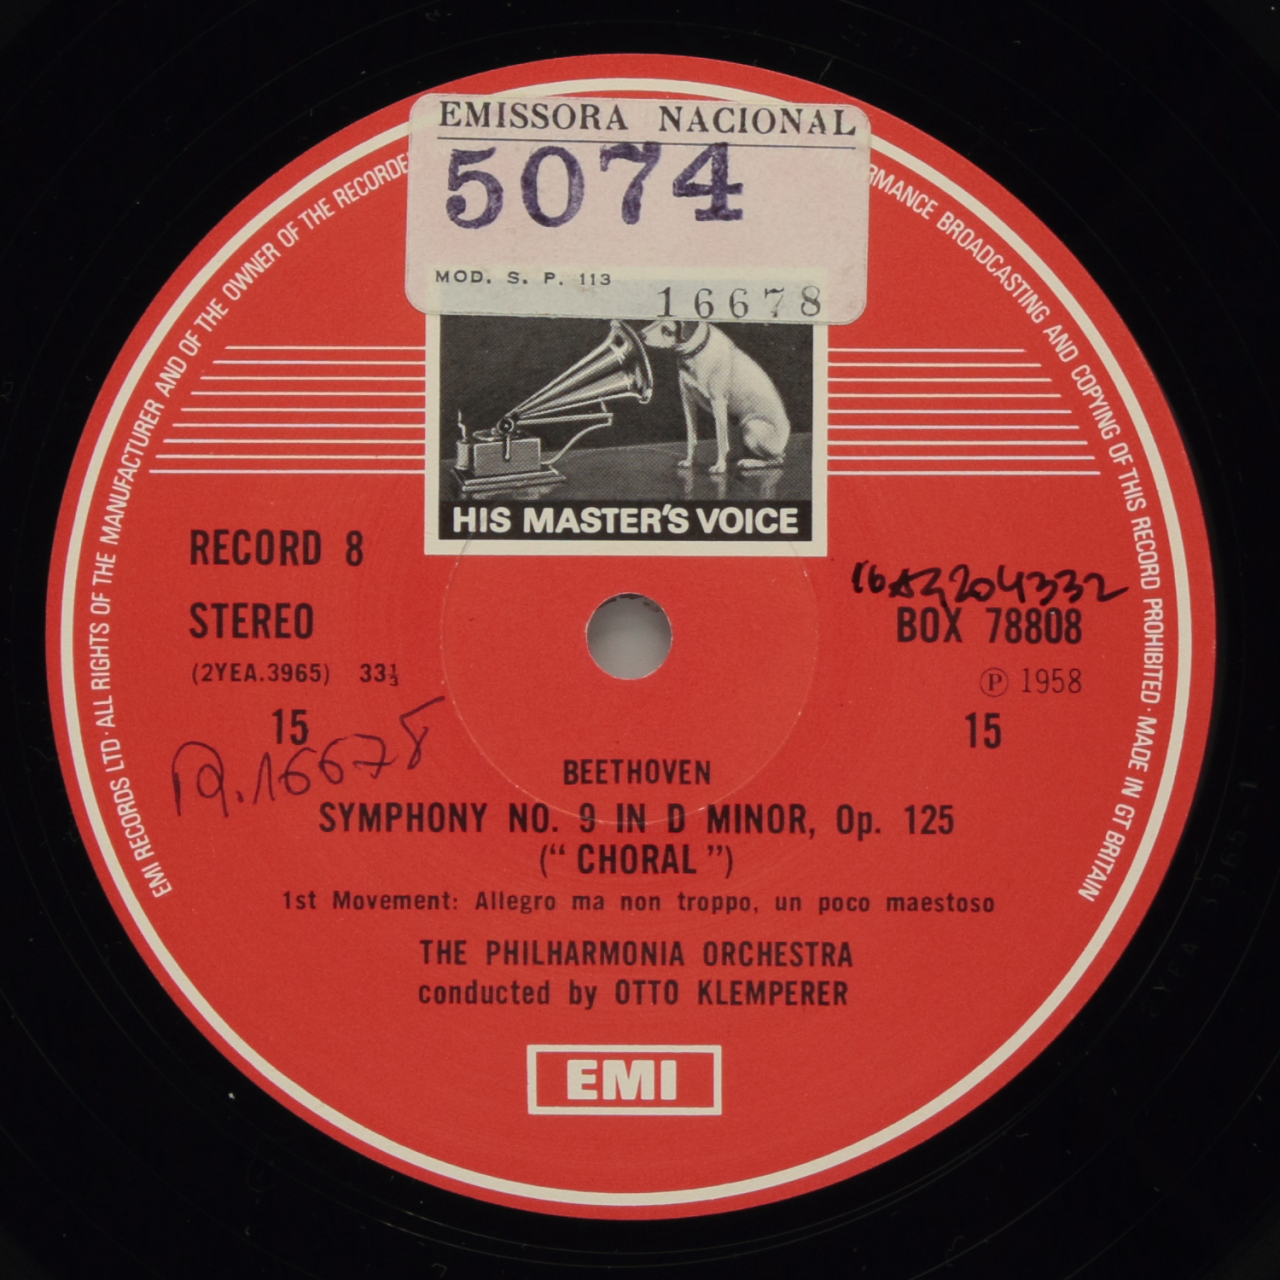 EMISSORA NACIONAL
5074
MOD. S. P. 113
16678
HIS MASTER'S VOICE
EMI RECORDS LTD · ALL RIGHTS OF THE MANUFACTURER AND OF THE OWNER OF THE RECORDE
RMANCE BROADCASTING AND COPYING OF THIS RECORD PROHIBITED · MADE IN GT BRITAIN
RECORD 8
STEREO
(2YEA.3965) 33⅓
15
R.16678
BOX 78808
℗ 1958
15
BEETHOVEN
SYMPHONY NO. 9 IN D MINOR, Op. 125
(“ CHORAL ”)
1st Movement: Allegro ma non troppo, un poco maestoso
THE PHILHARMONIA ORCHESTRA
conducted by OTTO KLEMPERER
EMI